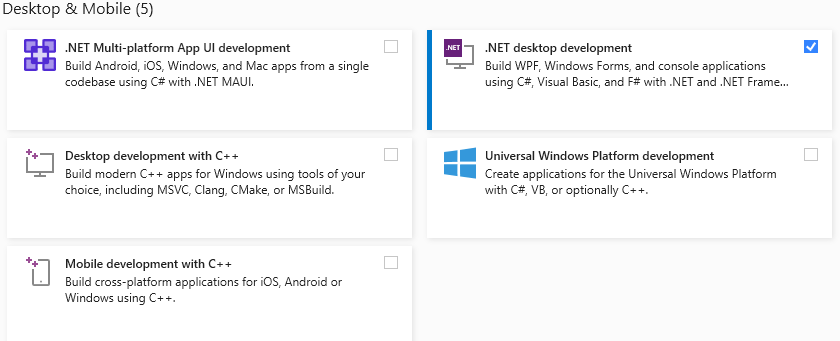 Desktop & Mobile (5)
.NET Multi-platform App UI development
Build Android, iOS, Windows, and Mac apps from a single
codebase using C# with .NET MAUI.
.NET
.NET desktop development
Build WPF, Windows Forms, and console applications
using C#, Visual Basic, and F# with .NET and .NET Frame...
Desktop development with C++
Build modern C++ apps for Windows using tools of your
choice, including MSVC, Clang, CMake, or MSBuild.
Universal Windows Platform development
Create applications for the Universal Windows Platform
with C#, VB, or optionally C++.
Mobile development with C++
Build cross-platform applications for iOS, Android or
Windows using C++.